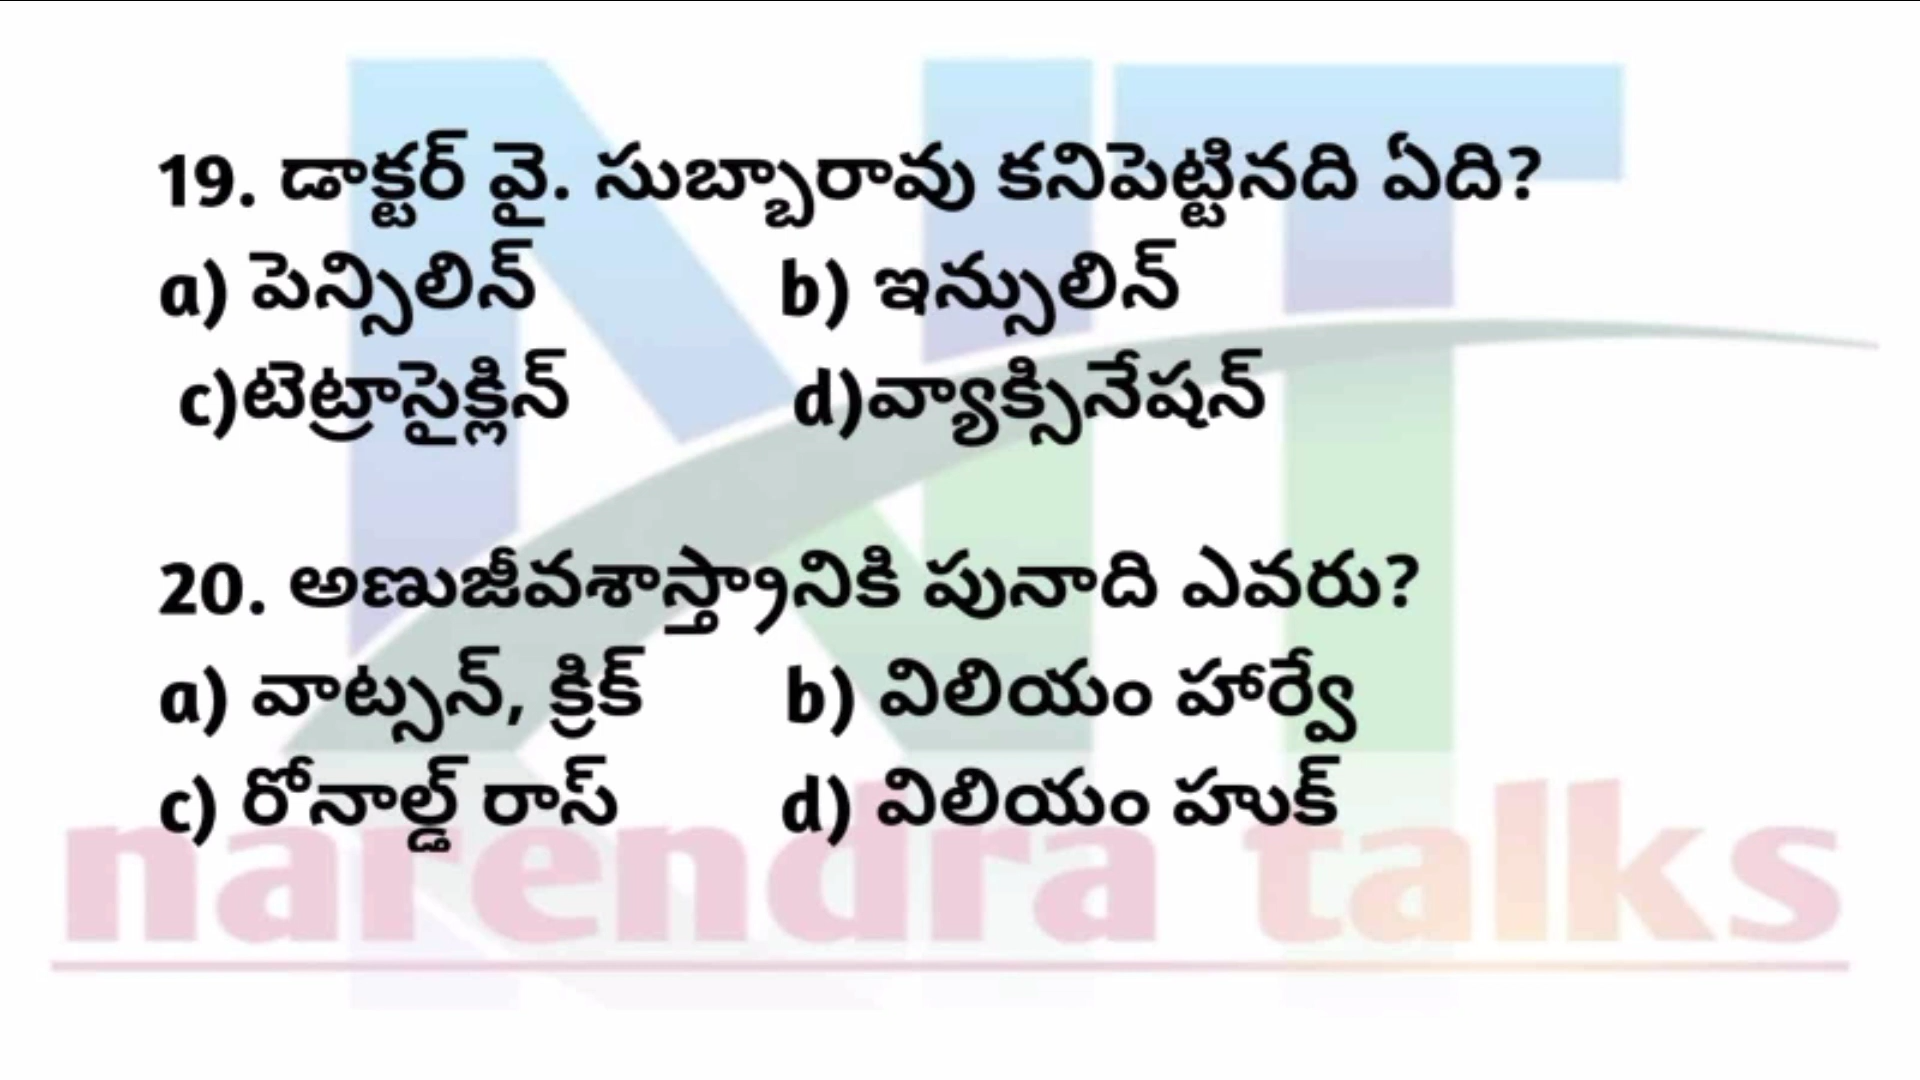 19. డాక్టర్ వై. సుబ్బారావు కనిపెట్టినది ఏది?
a) పెన్సిలిన్ b) ఇన్సులిన్
c)టెట్రాసైక్లిన్ d)వ్యాక్సినేషన్
20. అణుజీవశాస్త్రానికి పునాది ఎవరు?
a) వాట్సన్, క్రిక్ b) విలియం హార్వే
c) రోనాల్డ్ రాస్ d) విలియం హుక్
narendra talks